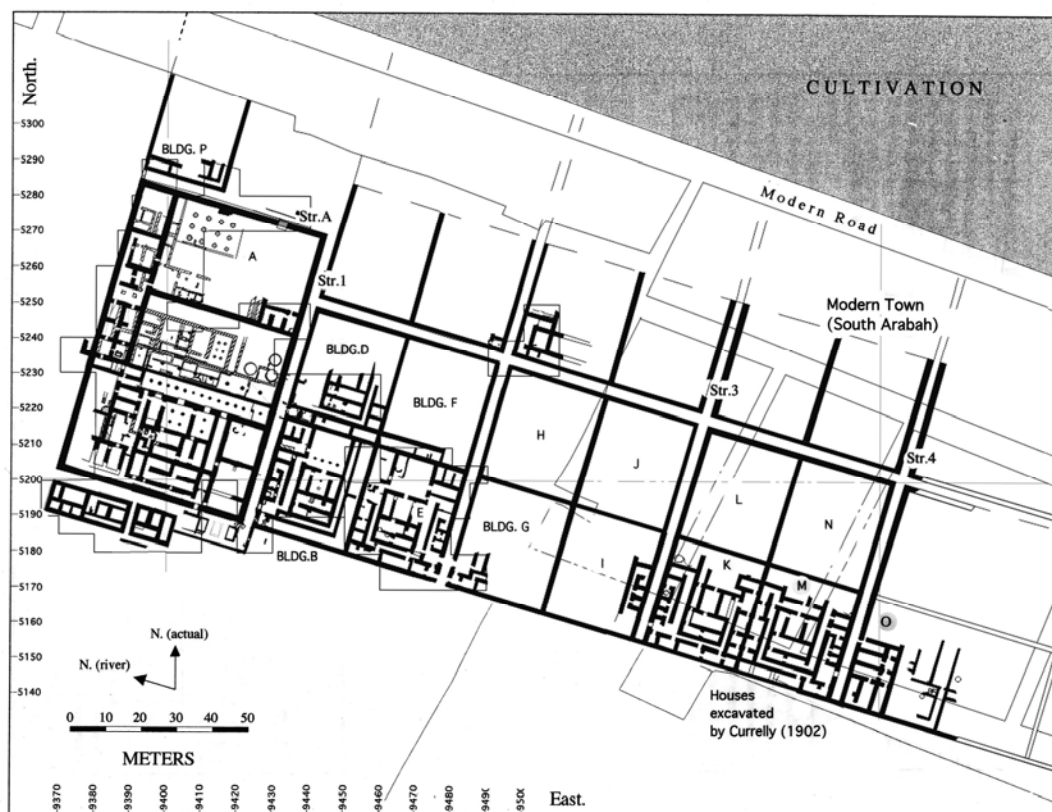 CULTIVATION
North.
5300
BLDG. P
5290
5280
Str.A
5270
A
5260
Str.1
5250
5240
5230
5220
5210
5200
5190
5180
5170
5160
5150
5140
Modern Road
Modern Town
(South Arabah)
BLDG.D
BLDG. F
Str.3
H
J
Str.4
L
N
E
BLDG. G
BLDG.B
I
K
M
O
N. (actual)
N. (river)
0 10 20 30 40 50
METERS
Houses
excavated
by Currelly (1902)
9370
9380
9390
9400
9410
9420
9430
9440
9450
9460
9470
9480
East.